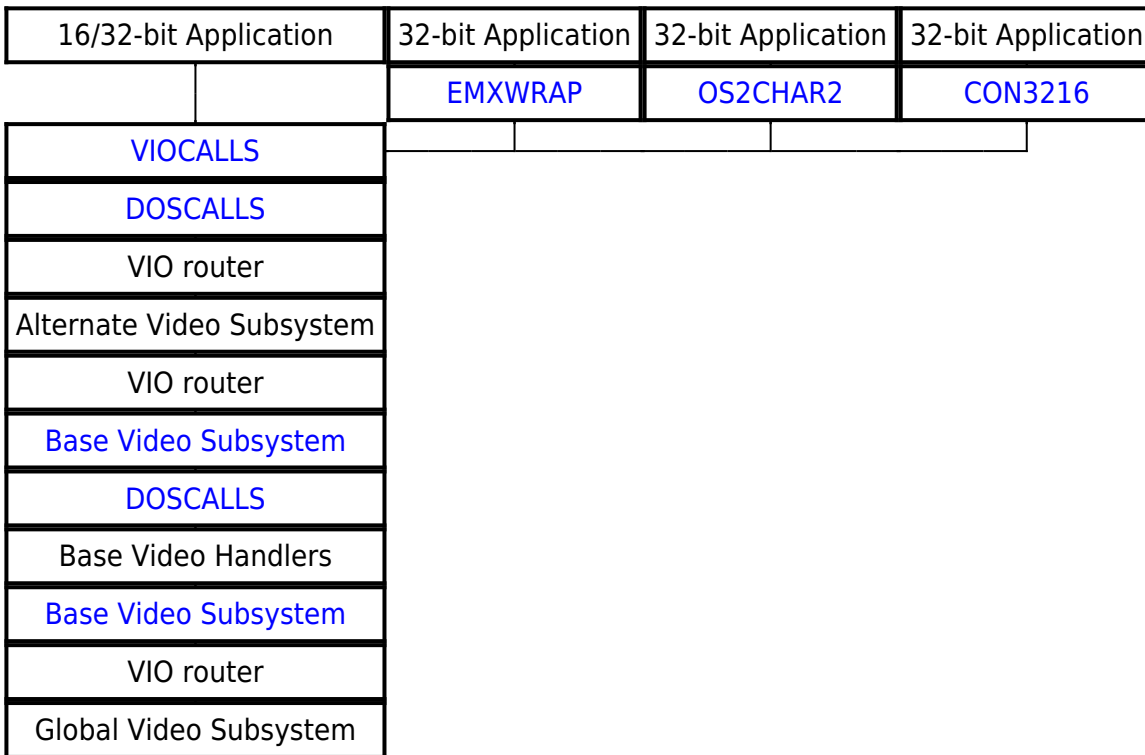 16/32-bit Application 32-bit Application 32-bit Application 32-bit Application
EMXWRAP OS2CHAR2 CON3216
VIOCALLS
DOSCALLS
VIO router
Alternate Video Subsystem
VIO router
Base Video Subsystem
DOSCALLS
Base Video Handlers
Base Video Subsystem
VIO router
Global Video Subsystem